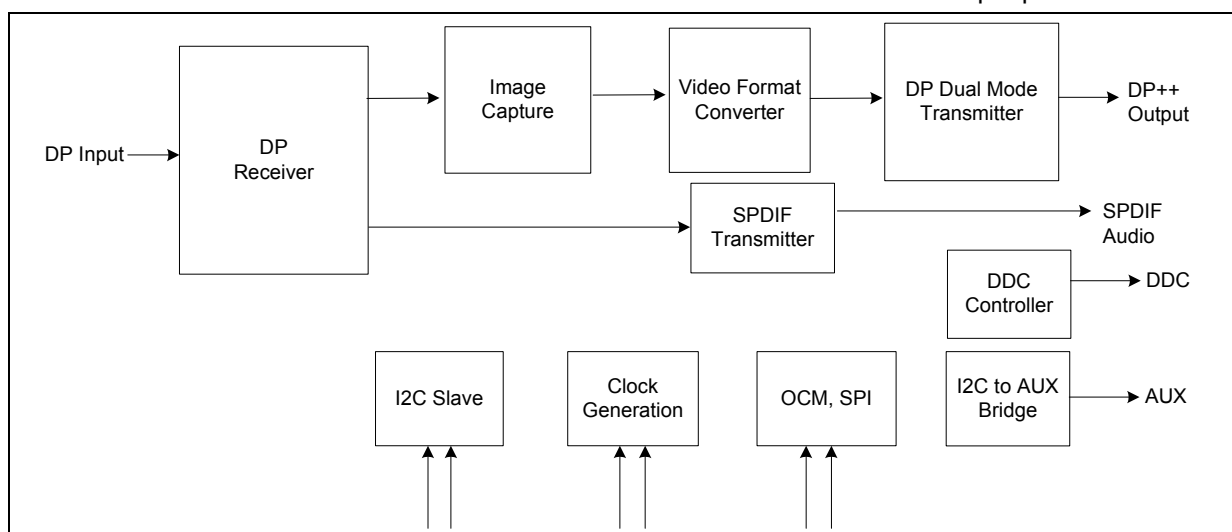 DP Input
DP
Receiver
Image
Capture
Video Format
Converter
DP Dual Mode
Transmitter
DP++
Output
SPDIF
Transmitter
SPDIF
Audio
DDC
Controller
DDC
I2C Slave
Clock
Generation
OCM, SPI
I2C to AUX
Bridge
AUX